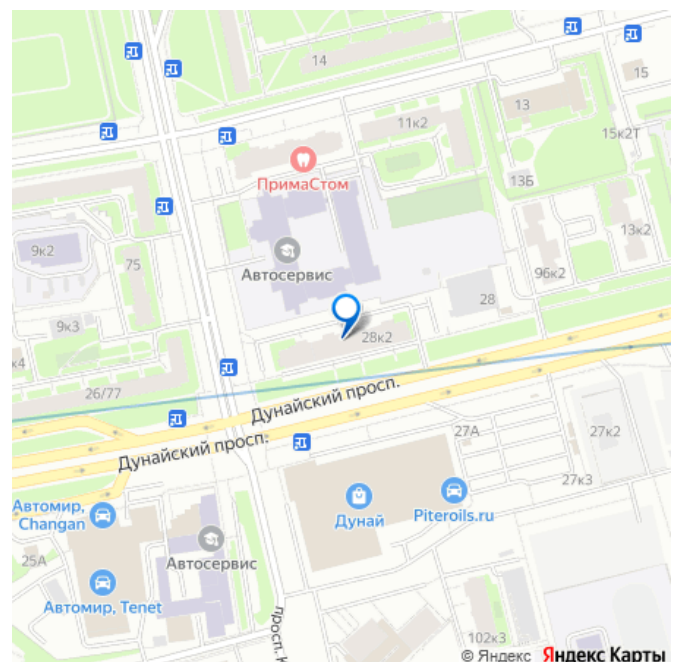 14
15
13
11к2
15к2Т
ПримаСтом
13Б
13к2
9к2
Автосервис
75
96к2
28
9к3
28к2
к4
26/77
Дунайский просп.
Дунайский просп.
27А
27к2
27к3
Автомир,
Changan
Дунай
Piteroils.ru
25А
Автосервис
Автомир, Tenet
просп. К
102к3
© Яндекс Яндекс Карты